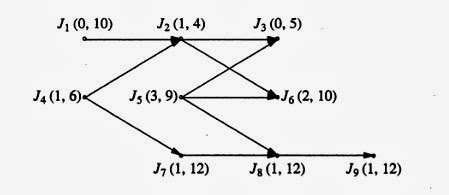 J₁ (0, 10) J₂ (1, 4) J₃ (0, 5)
J₄ (1, 6) J₅ (3, 9) J₆ (2, 10)
J₇ (1, 12) J₈ (1, 12) J₉ (1, 12)